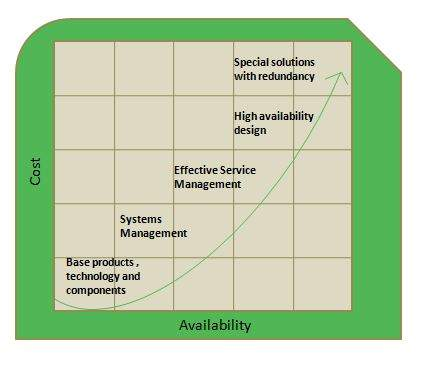 Special solutions
with redundancy
High availability
design
Effective Service
Management
Systems
Management
Base products ,
technology and
components
Cost
Availability